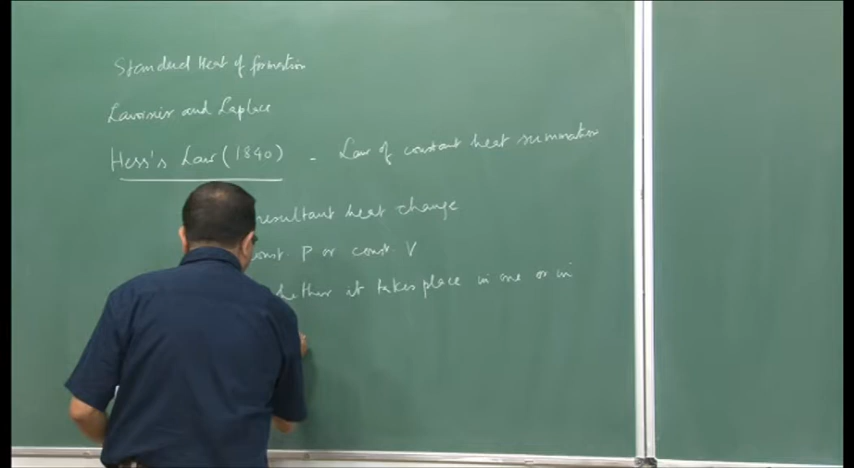 Standard Heat of formation
Lavoisier and Laplace
Hess's Law (1840) - Law of constant heat summation
resultant heat change
const. P or const. V
whether it takes place in one or in